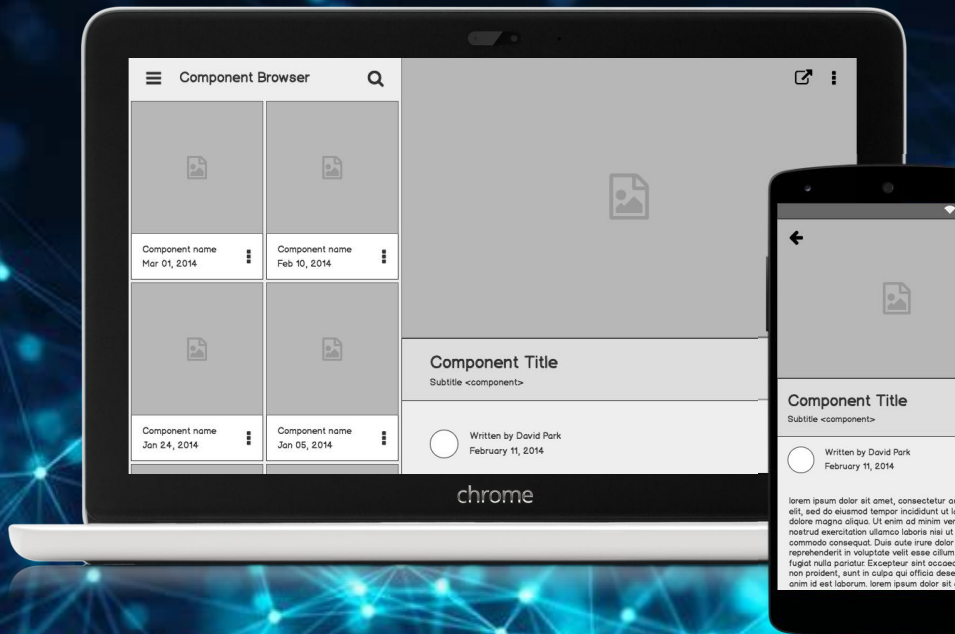 Component Browser
Component name
Mar 01, 2014
Component name
Feb 10, 2014
Component name
Jan 24, 2014
Component name
Jan 05, 2014
Component Title
Subtitle <component>
Written by David Park
February 11, 2014
chrome
Component Title
Subtitle <component>
Written by David Park
February 11, 2014
lorem ipsum dolor sit amet, consectetur
elit, sed do eiusmod tempor incididunt ut
dolore magna aliqua. Ut enim ad minim
nostrud exercitation ullamco laboris nisi ut
commodo consequat. Duis aute irure dolor
reprehenderit in voluptate velit esse cillum
fugiat nulla pariatur. Excepteur sint
non proident, sunt in culpa qui officia
anim id est laborum. lorem ipsum dolor sit